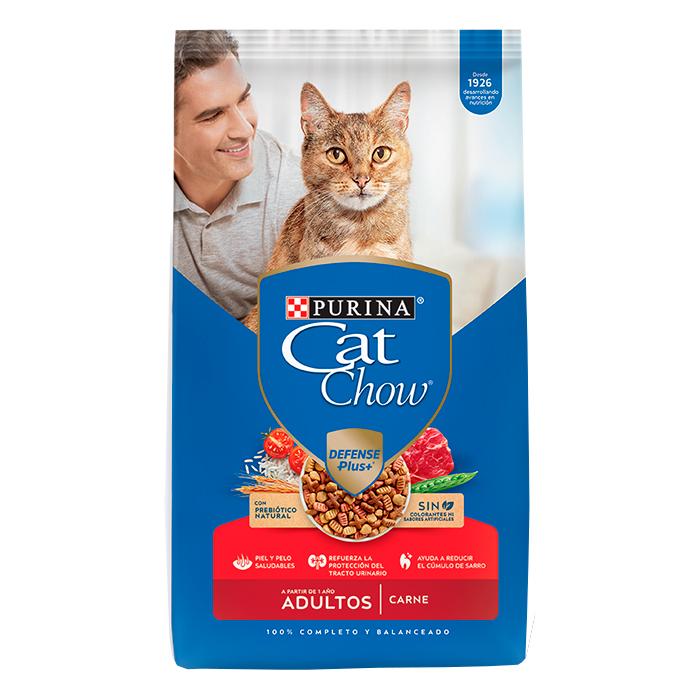 Desde
1926
desarrollando
avances en
nutrición
PURINA®
Cat
Chow®
DEFENSE
Plus+
CON
PREBIÓTICO
NATURAL
SIN
COLORANTES NI
SABORES ARTIFICIALES
PIEL Y PELO
SALUDABLES
REFUERZA LA
PROTECCIÓN DEL
TRACTO URINARIO
AYUDA A REDUCIR
EL CÚMULO DE SARRO
A PARTIR DE 1 AÑO
ADULTOS | CARNE
100% COMPLETO Y BALANCEADO